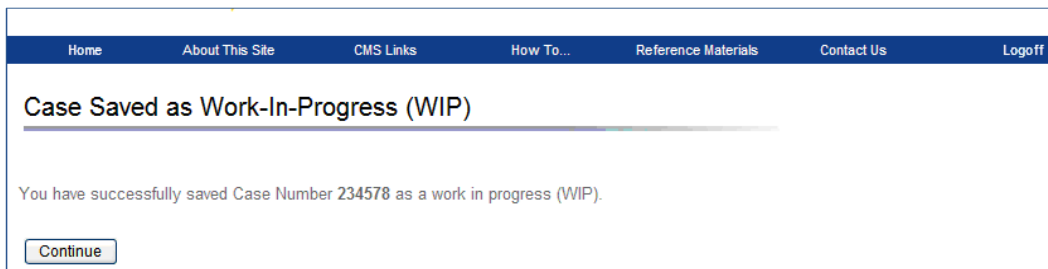 Home About This Site CMS Links How To... Reference Materials Contact Us Logoff
Case Saved as Work-In-Progress (WIP)
You have successfully saved Case Number 234578 as a work in progress (WIP).
Continue